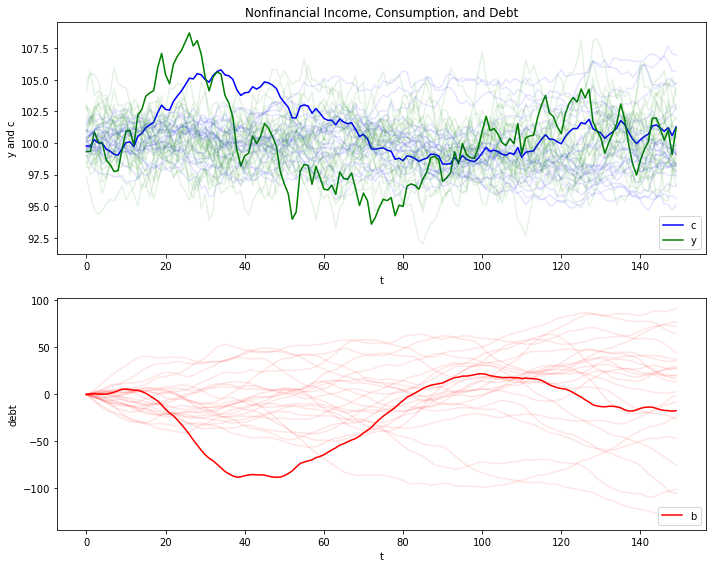 Nonfinancial Income, Consumption, and Debt
107.5
105.0
102.5
100.0
97.5
95.0
92.5
y and c
0 20 40 60 80 100 120 140
t
c
y
100
50
0
−50
−100
debt
0 20 40 60 80 100 120 140
t
b